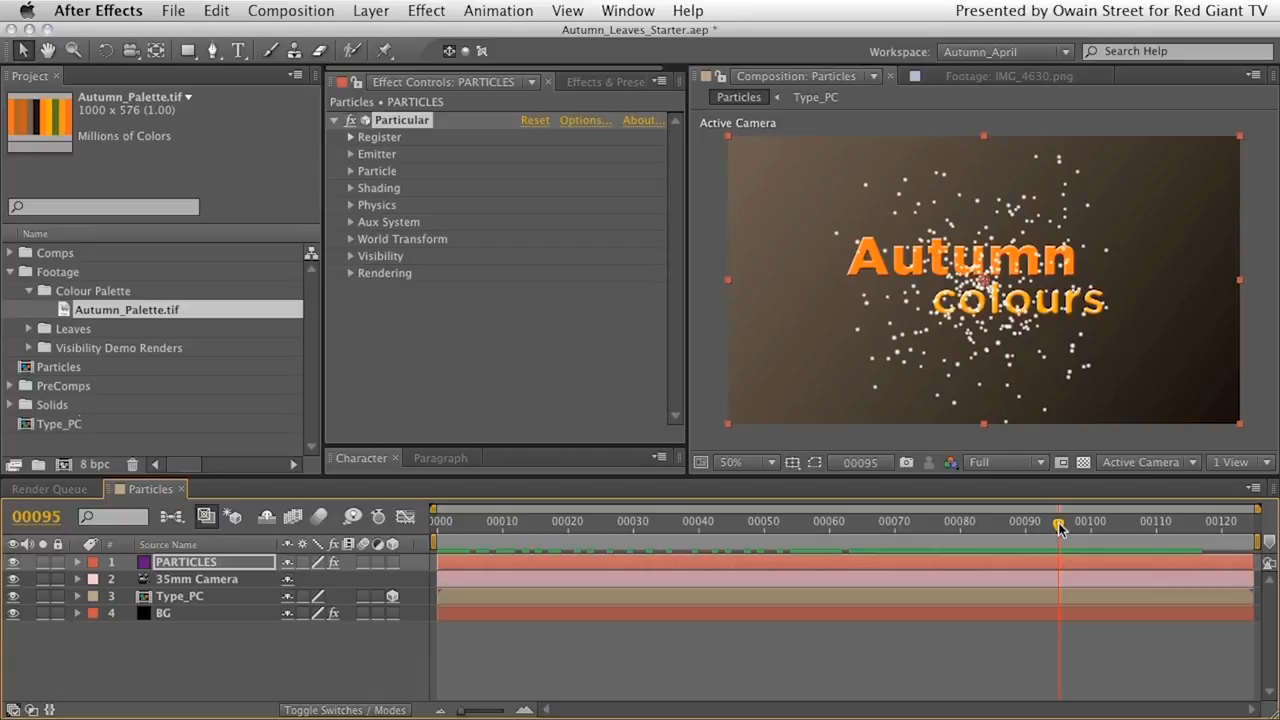 After Effects File Edit Composition Layer Effect Animation View Window Help Presented by Owain Street for Red Giant TV
Autumn_Leaves_Starter.aep *
Workspace: Autumn_April Search Help
Project × Effect Controls: PARTICLES × Effects & Prese Composition: Particles × Footage: IMG_4630.png
Autumn_Palette.tif
1000 x 576 (1.00)
Millions of Colors
Particles • PARTICLES
Particles Type_PC
fx Particular Reset Options... About...
Active Camera
Register
Emitter
Particle
Shading
Physics
Aux System
World Transform
Visibility
Rendering
Autumn
colours
Name
Comps
Footage
Colour Palette
Autumn_Palette.tif
Leaves
Visibility Demo Renders
Particles
PreComps
Solids
Type_PC
8 bpc
Character × Paragraph
50% 00095 Full Active Camera 1 View
Render Queue Particles ×
00095
0000 00010 00020 00030 00040 00050 00060 00070 00080 00090 00100 00110 00120
# Source Name fx
1 PARTICLES fx
2 35mm Camera
3 Type_PC
4 BG fx
Toggle Switches / Modes